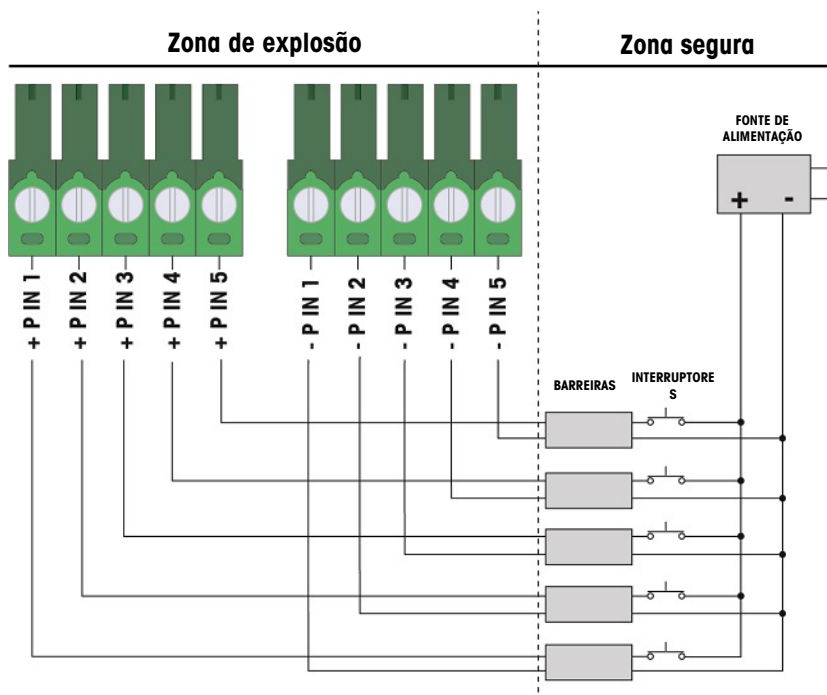 Zona de explosão
Zona segura
FONTE DE
ALIMENTAÇÃO
+ -
+ P IN 1
+ P IN 2
+ P IN 3
+ P IN 4
+ P IN 5
- P IN 1
- P IN 2
- P IN 3
- P IN 4
- P IN 5
BARREIRAS
INTERRUPTORE
S